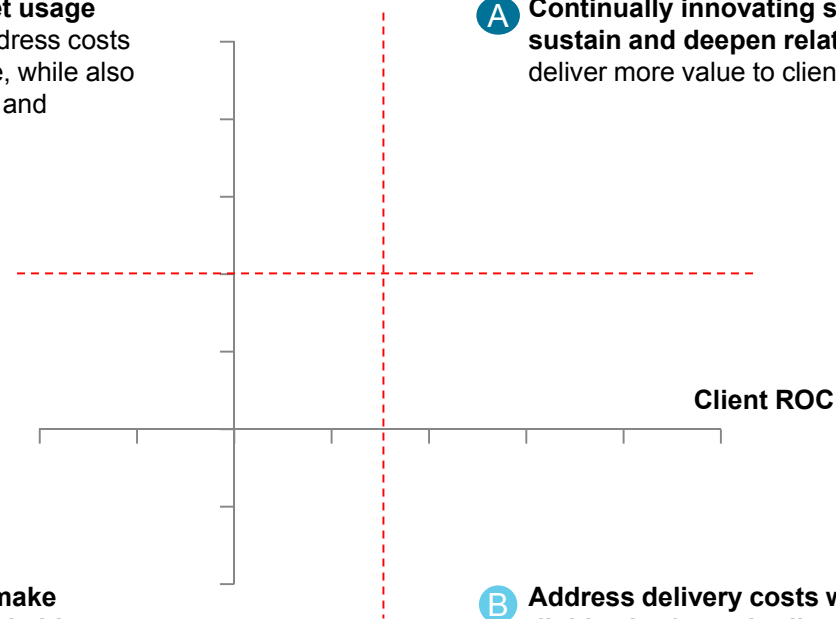 et usage
dress costs
e, while also
and
A Continually innovating s
sustain and deepen relat
deliver more value to clien
Client ROC
make
B Address delivery costs w